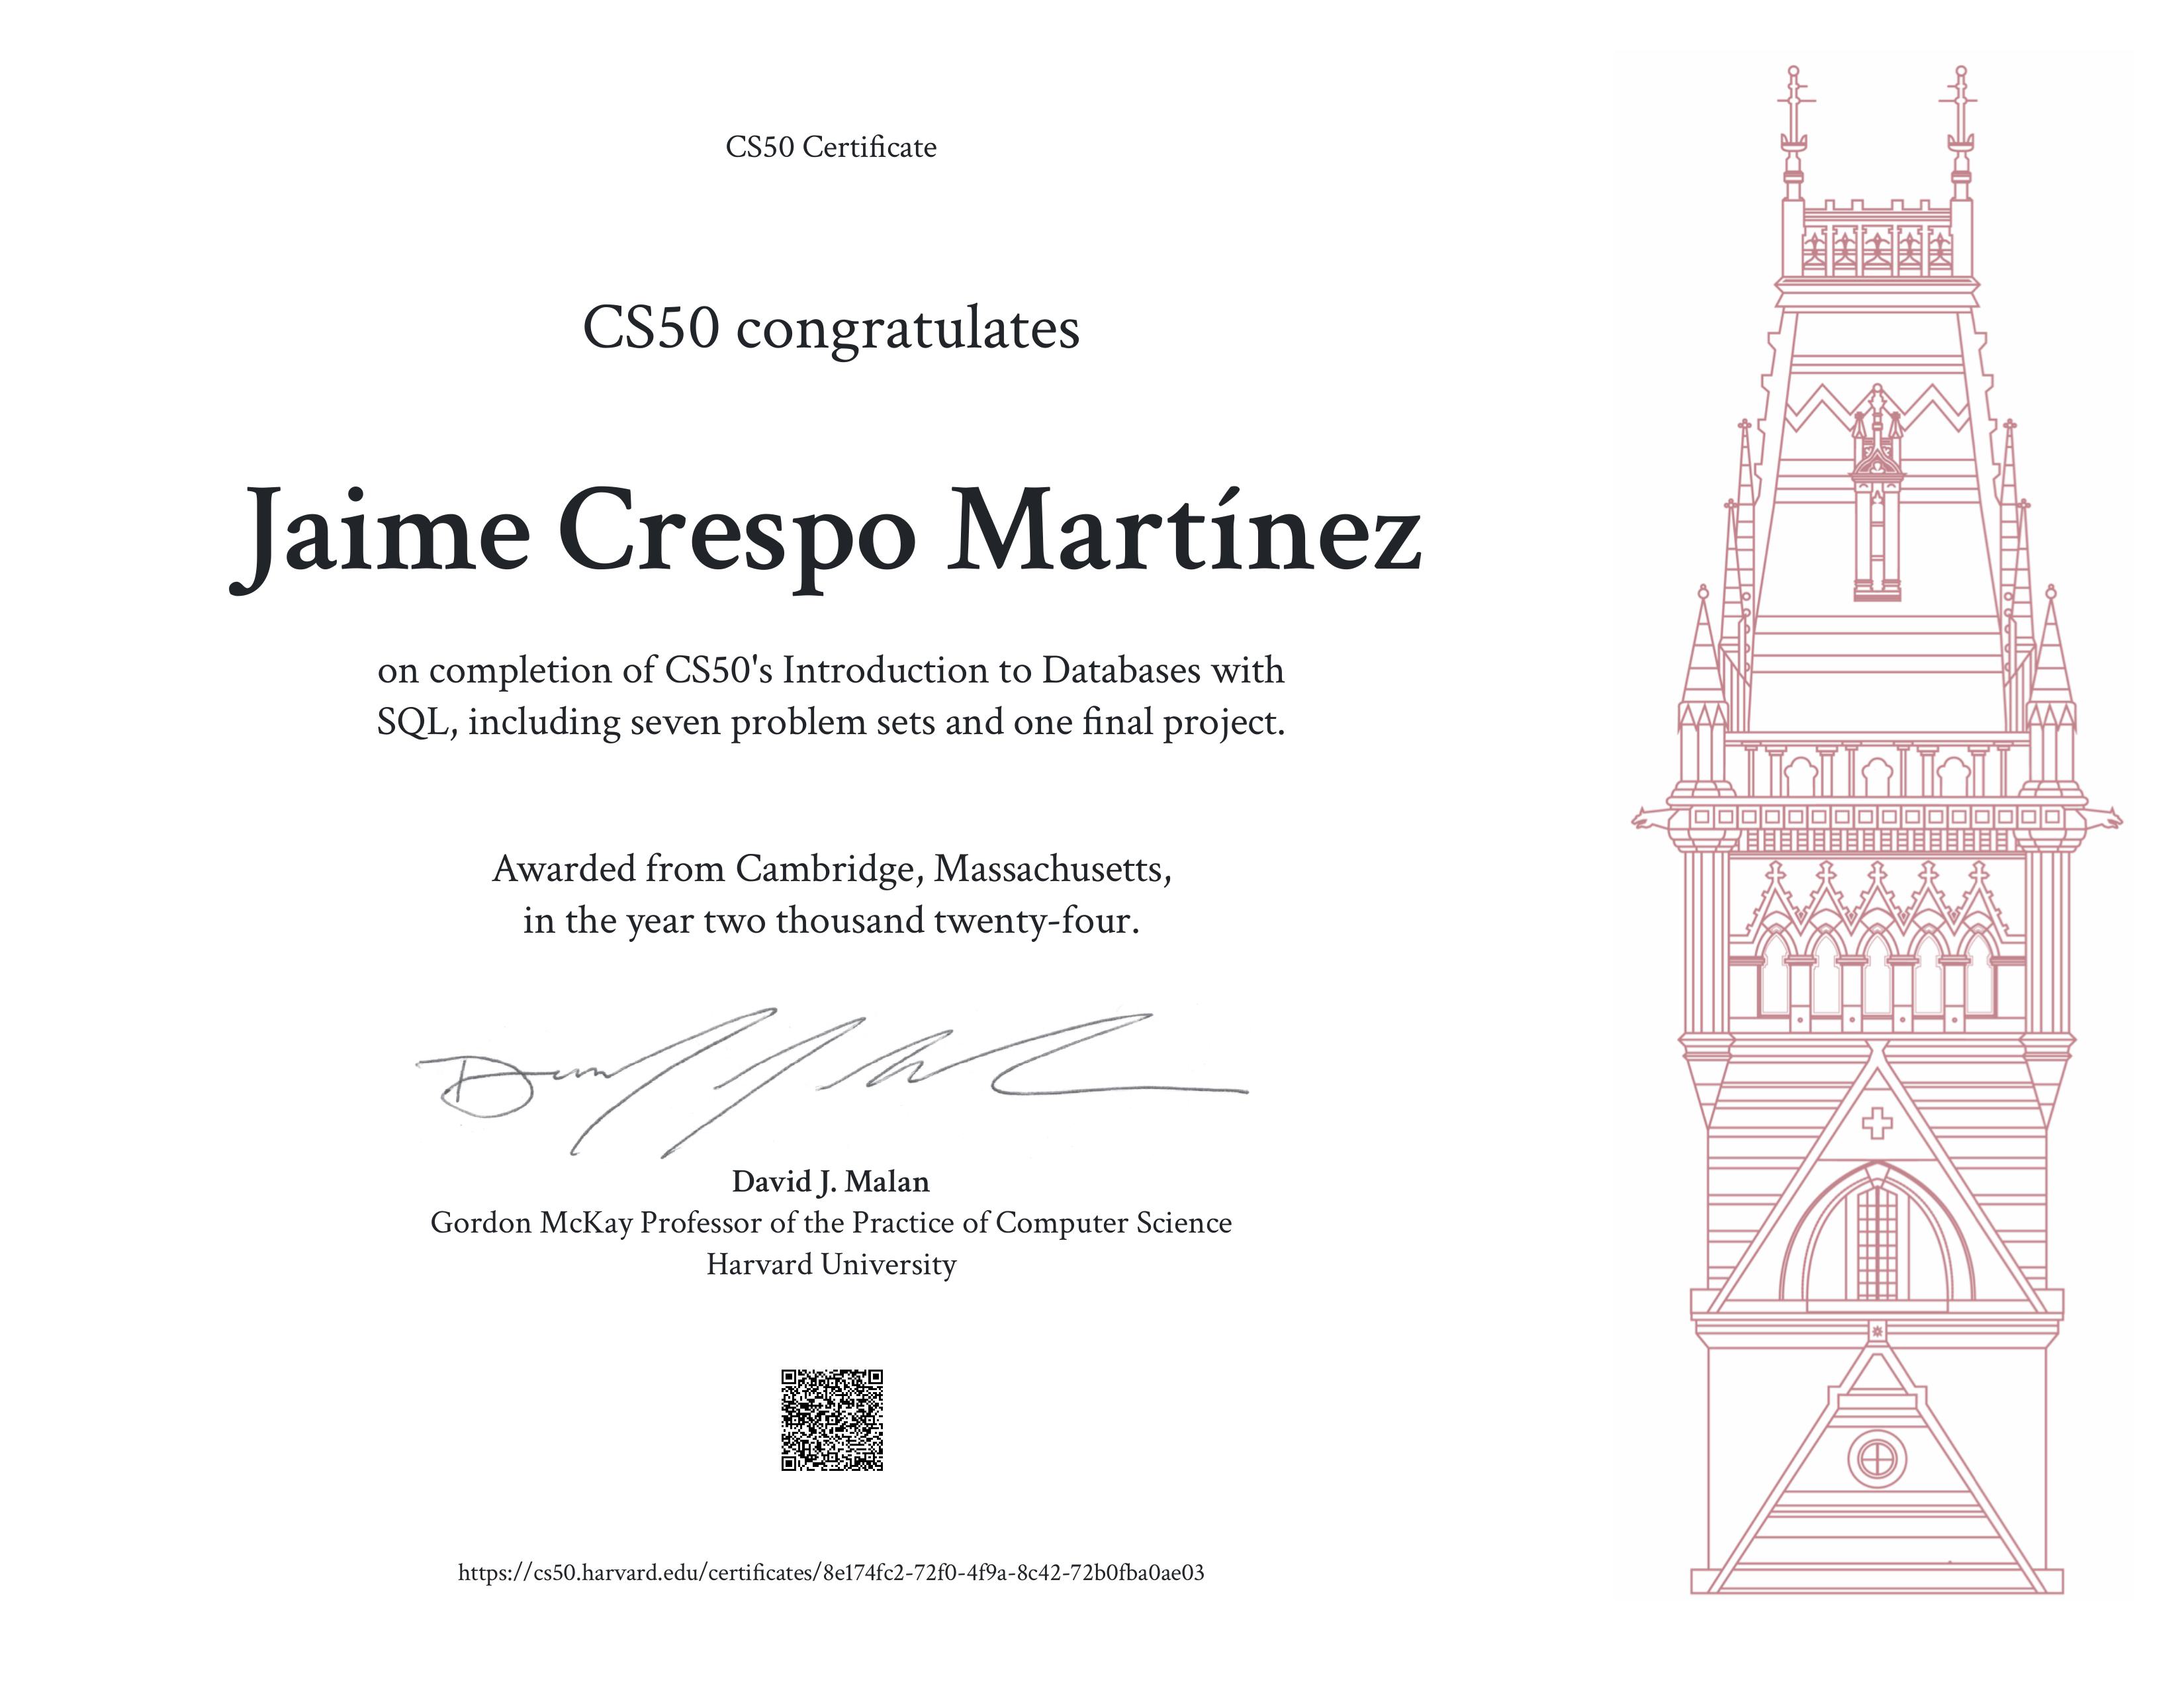 CS50 Certificate
CS50 congratulates
Jaime Crespo Martínez
on completion of CS50's Introduction to Databases with
SQL, including seven problem sets and one final project.
Awarded from Cambridge, Massachusetts,
in the year two thousand twenty-four.
David J. Malan
Gordon McKay Professor of the Practice of Computer Science
Harvard University
https://cs50.harvard.edu/certificates/8e174fc2-72f0-4f9a-8c42-72b0fba0ae03